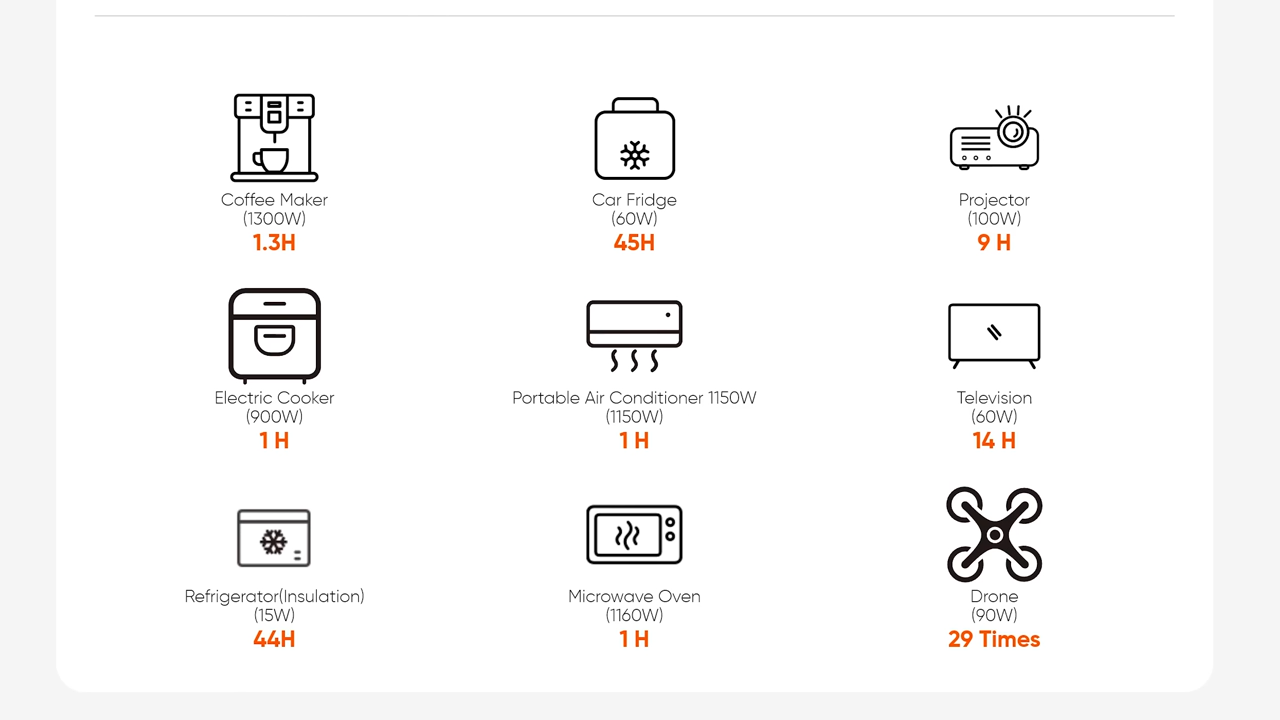 Coffee Maker
(1300W)
1.3H
Car Fridge
(60W)
45H
Projector
(100W)
9 H
Electric Cooker
(900W)
1 H
Portable Air Conditioner 1150W
(1150W)
1 H
Television
(60W)
14 H
Refrigerator(Insulation)
(15W)
44H
Microwave Oven
(1160W)
1 H
Drone
(90W)
29 Times